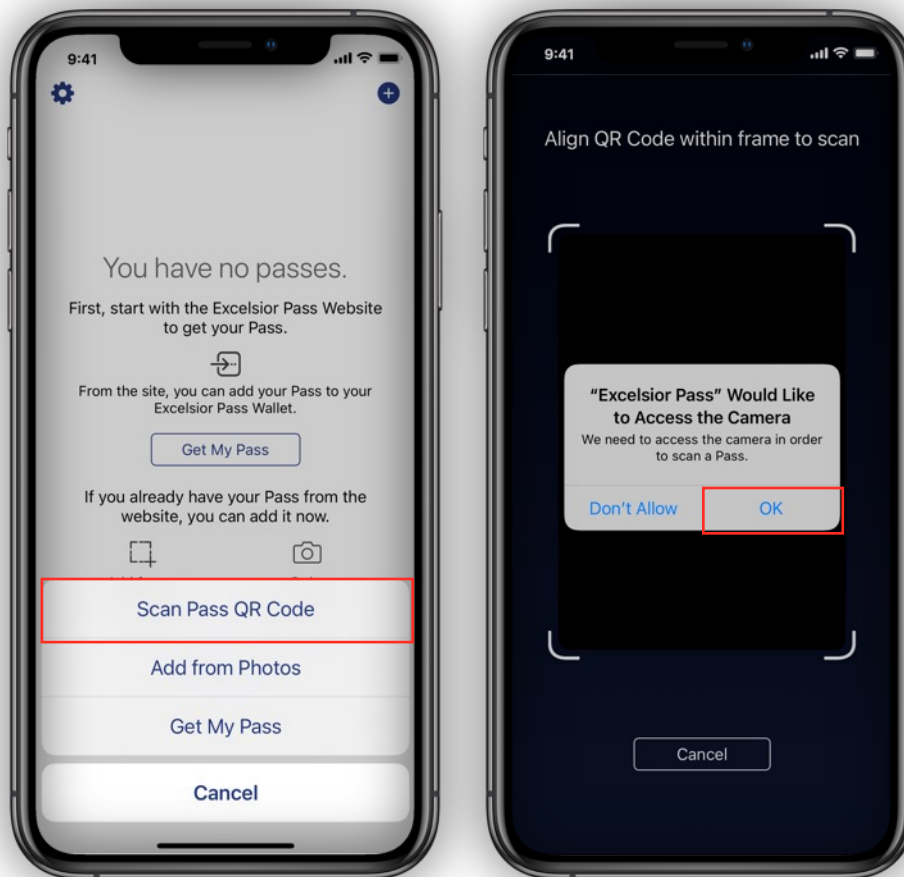 9:41
You have no passes.
First, start with the Excelsior Pass Website
to get your Pass.
From the site, you can add your Pass to your
Excelsior Pass Wallet.
Get My Pass
If you already have your Pass from the
website, you can add it now.
Scan Pass QR Code
Add from Photos
Get My Pass
Cancel
9:41
Align QR Code within frame to scan
“Excelsior Pass” Would Like
to Access the Camera
We need to access the camera in order
to scan a Pass.
Don’t Allow
OK
Cancel